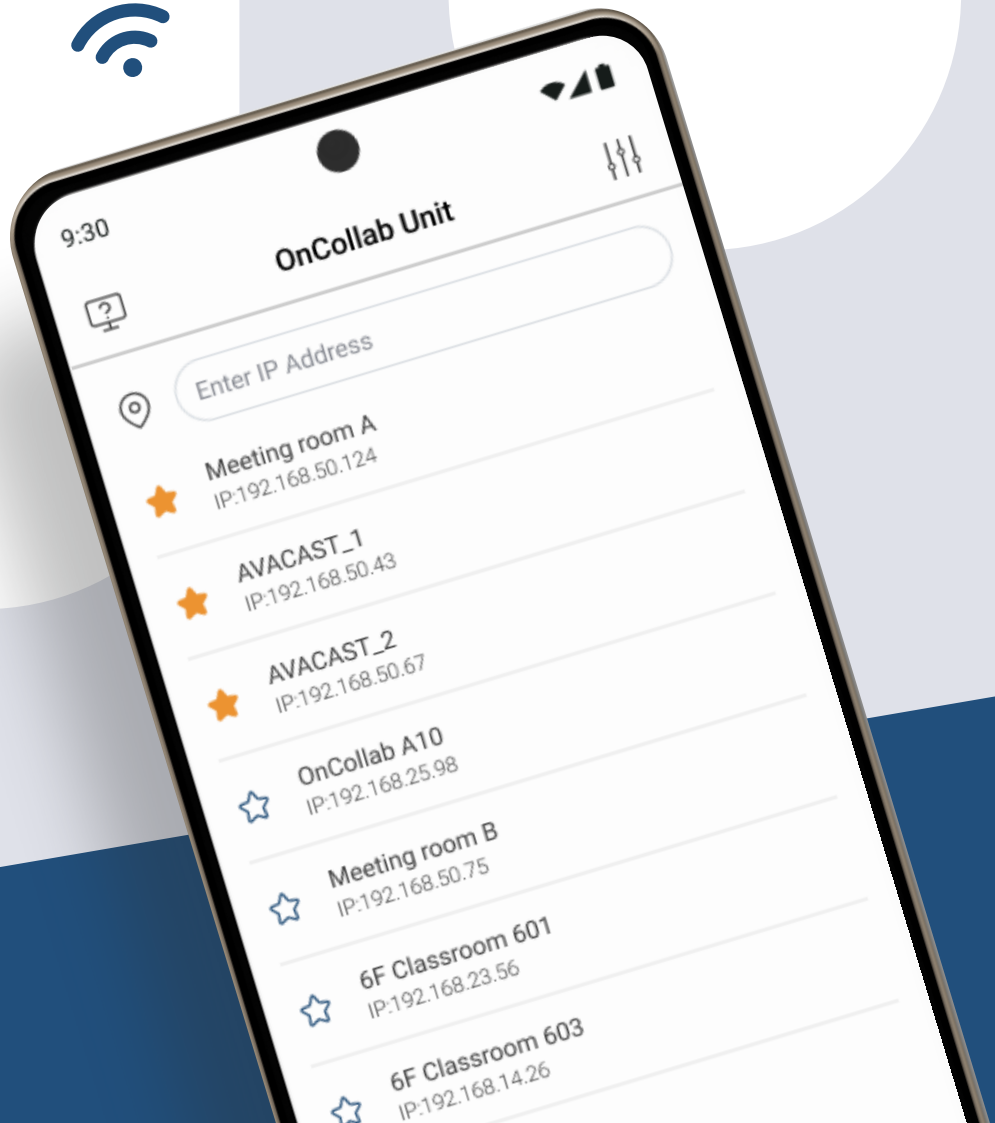 9:30
OnCollab Unit
Enter IP Address
Meeting room A
IP:192.168.50.124
AVACAST_1
IP:192.168.50.43
AVACAST_2
IP:192.168.50.67
OnCollab A10
IP:192.168.25.98
Meeting room B
IP:192.168.50.75
6F Classroom 601
IP:192.168.23.56
6F Classroom 603
IP:192.168.14.26